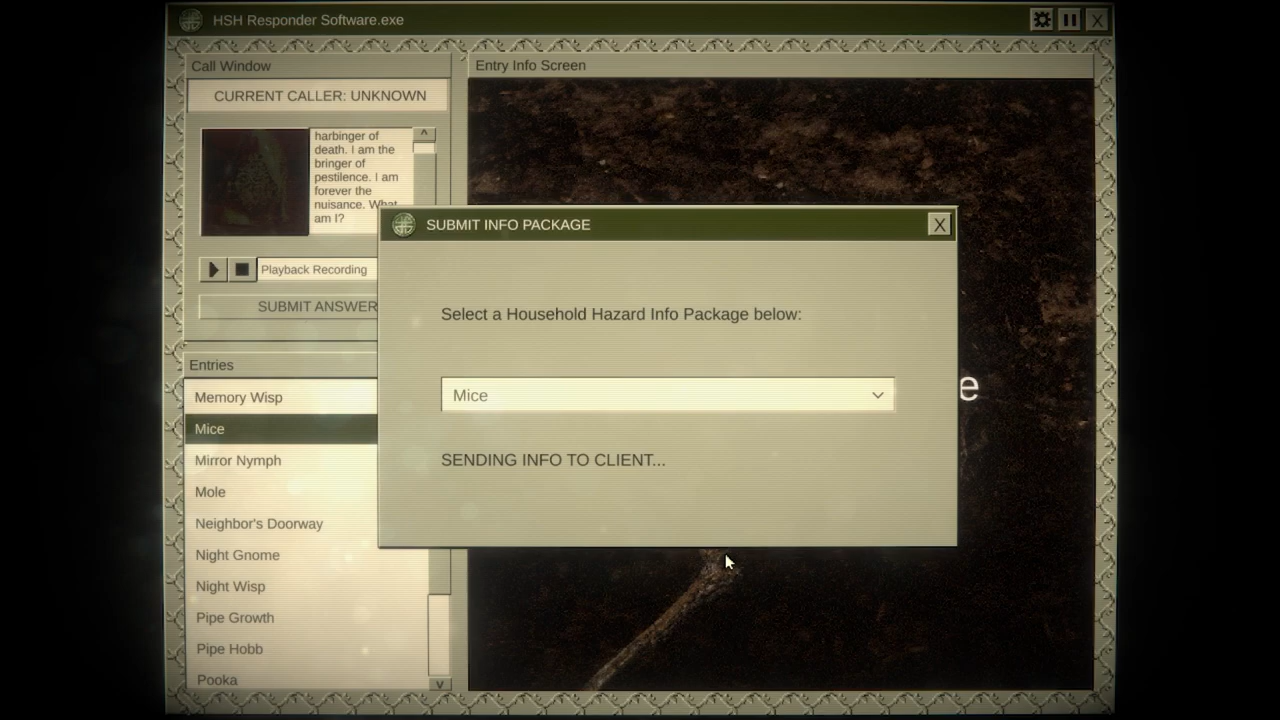 HSH Responder Software.exe
X
Call Window
CURRENT CALLER: UNKNOWN
harbinger of
death. I am the
bringer of
pestilence. I am
forever the
nuisance. What
am I?
Playback Recording
SUBMIT ANSWER
Entries
Memory Wisp
Mice
Mirror Nymph
Mole
Neighbor's Doorway
Night Gnome
Night Wisp
Pipe Growth
Pipe Hobb
Pooka
Entry Info Screen
e
SUBMIT INFO PACKAGE
X
Select a Household Hazard Info Package below:
Mice
SENDING INFO TO CLIENT...